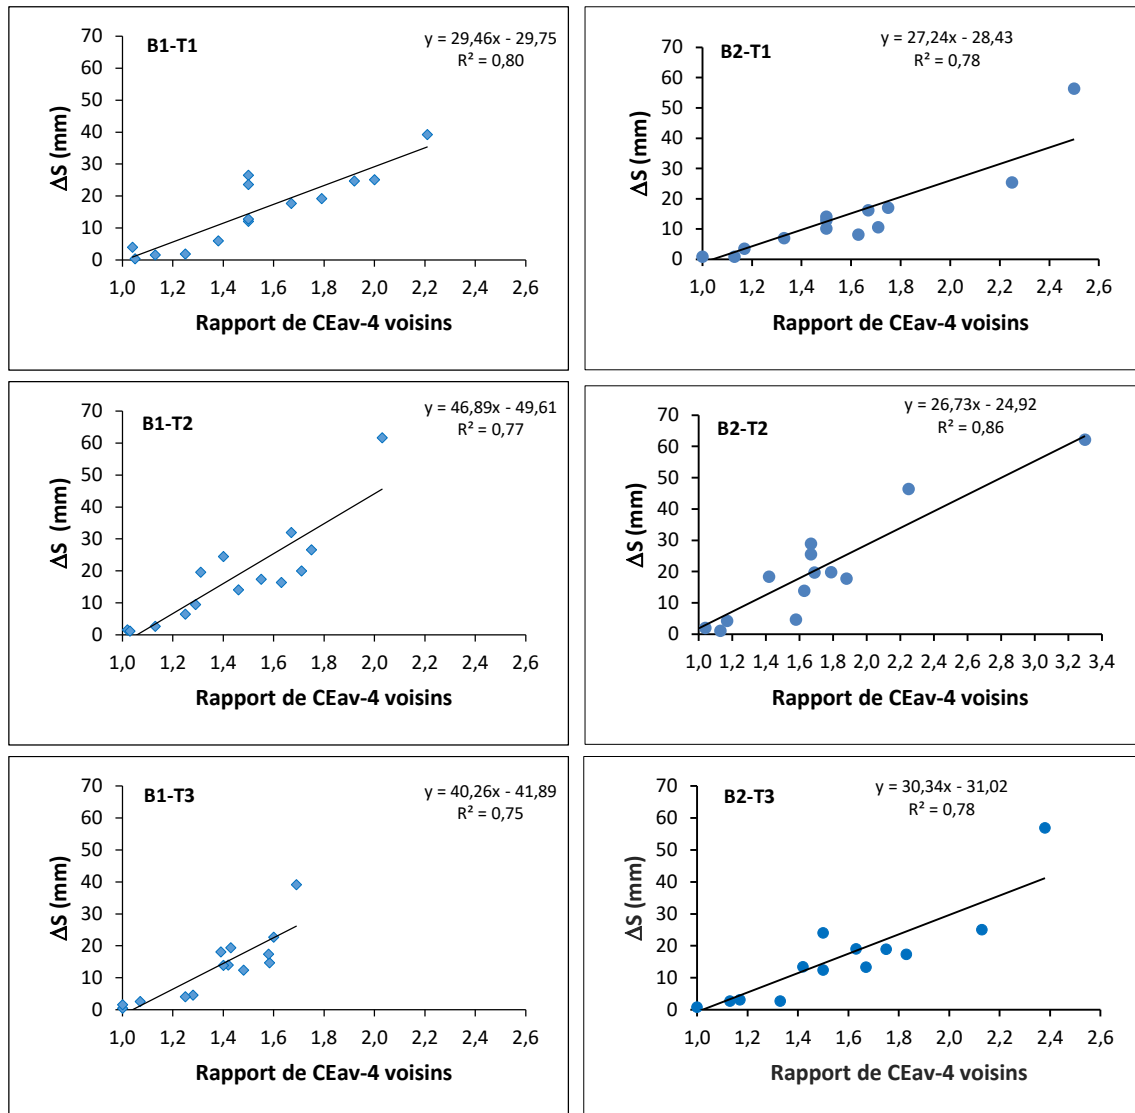 B1-T1
y = 29,46x - 29,75
R² = 0,80
70
60
50
40
30
20
10
0
ΔS (mm)
1,0 1,2 1,4 1,6 1,8 2,0 2,2 2,4 2,6
Rapport de CEav-4 voisins
B2-T1
y = 27,24x - 28,43
R² = 0,78
70
60
50
40
30
20
10
0
ΔS (mm)
1,0 1,2 1,4 1,6 1,8 2,0 2,2 2,4 2,6
Rapport de CEav-4 voisins
B1-T2
y = 46,89x - 49,61
R² = 0,77
70
60
50
40
30
20
10
0
ΔS (mm)
1,0 1,2 1,4 1,6 1,8 2,0 2,2 2,4 2,6
Rapport de CEav-4 voisins
B2-T2
y = 26,73x - 24,92
R² = 0,86
70
60
50
40
30
20
10
0
ΔS (mm)
1,0 1,2 1,4 1,6 1,8 2,0 2,2 2,4 2,6 2,8 3,0 3,2 3,4
Rapport de CEav-4 voisins
B1-T3
y = 40,26x - 41,89
R² = 0,75
70
60
50
40
30
20
10
0
ΔS (mm)
1,0 1,2 1,4 1,6 1,8 2,0 2,2 2,4 2,6
Rapport de CEav-4 voisins
B2-T3
y = 30,34x - 31,02
R² = 0,78
70
60
50
40
30
20
10
0
ΔS (mm)
1,0 1,2 1,4 1,6 1,8 2,0 2,2 2,4 2,6
Rapport de CEav-4 voisins